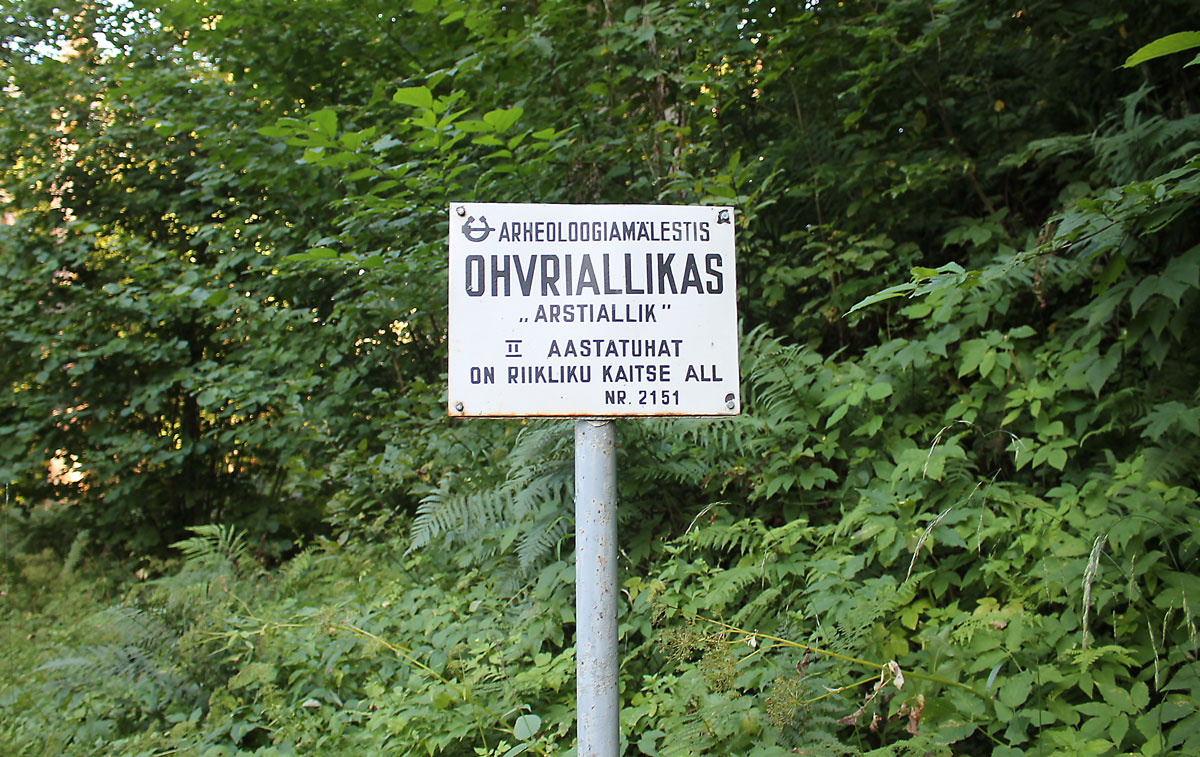 ARHEOLOOGIAMÄLESTIS
OHVRIALLIKAS
„ARSTIALLIK"
II AASTATUHAT
ON RIIKLIKU KAITSE ALL
NR. 2151